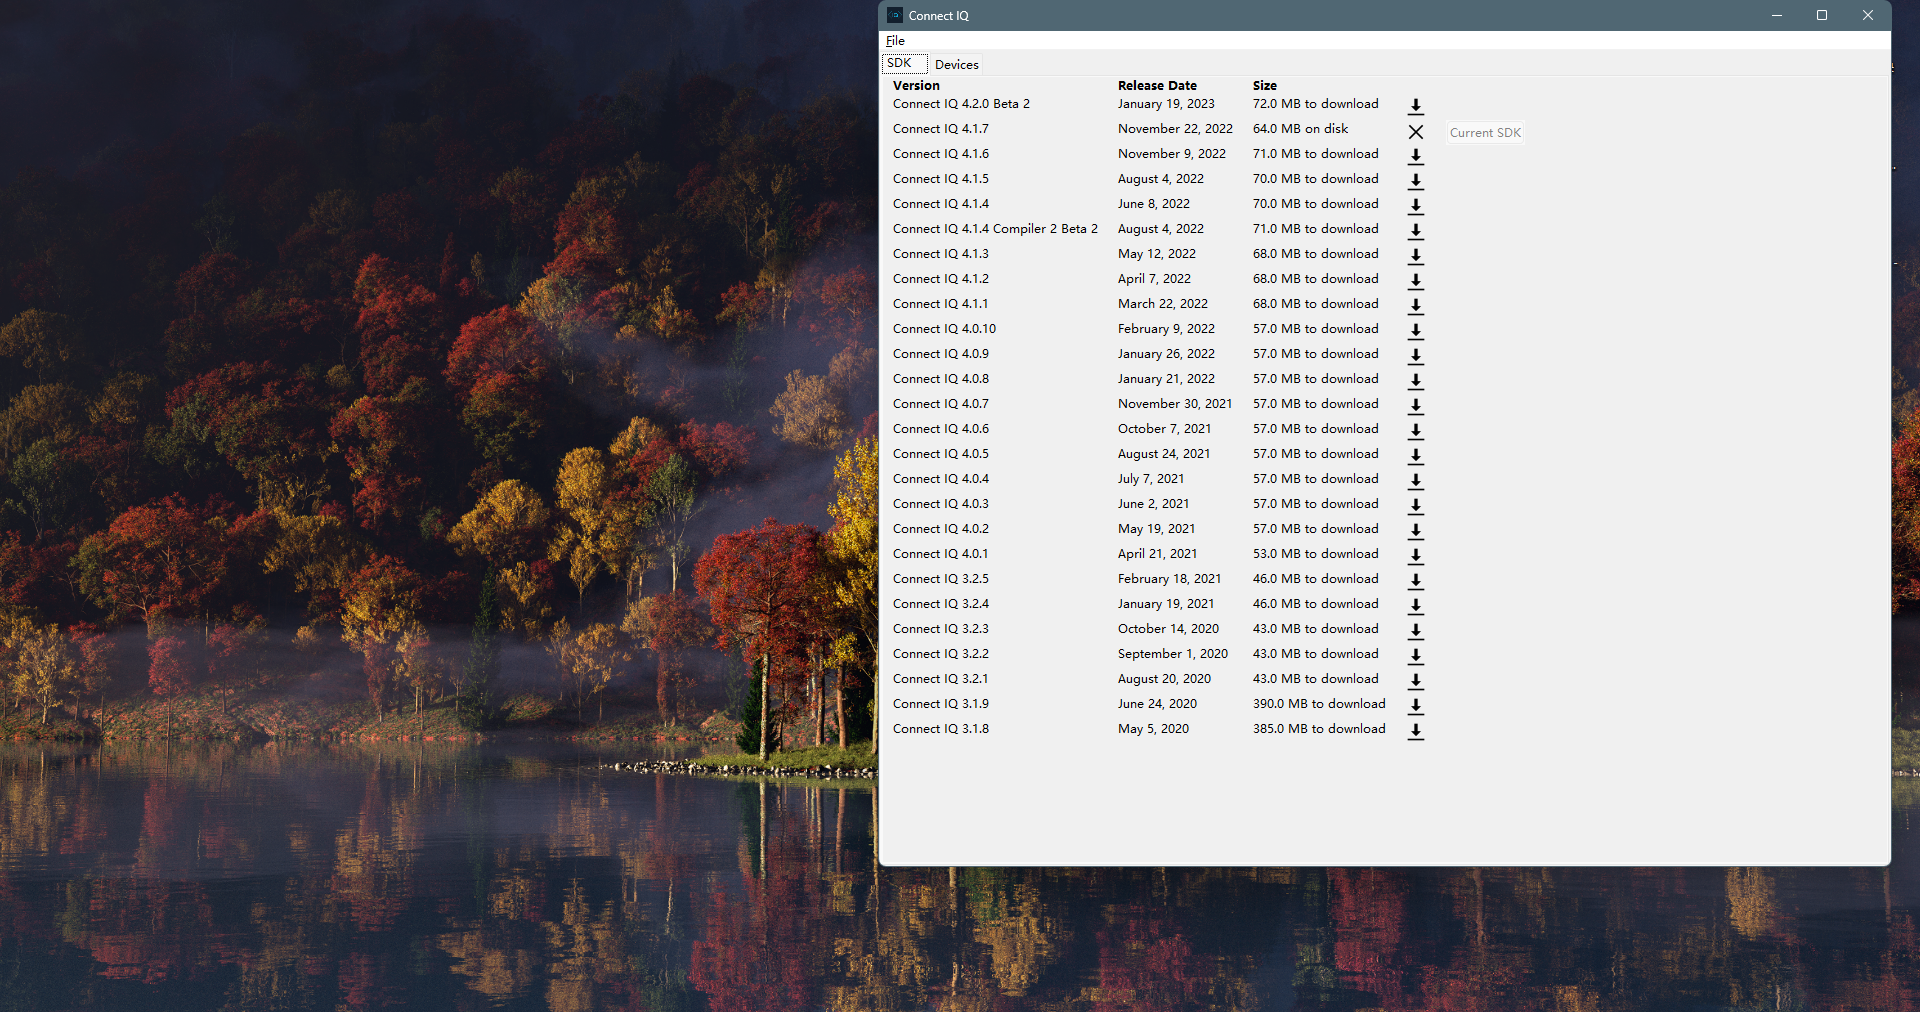 Connect IQ
File
SDK Devices
Version Release Date Size
Connect IQ 4.2.0 Beta 2 January 19, 2023 72.0 MB to download
Connect IQ 4.1.7 November 22, 2022 64.0 MB on disk Current SDK
Connect IQ 4.1.6 November 9, 2022 71.0 MB to download
Connect IQ 4.1.5 August 4, 2022 70.0 MB to download
Connect IQ 4.1.4 June 8, 2022 70.0 MB to download
Connect IQ 4.1.4 Compiler 2 Beta 2 August 4, 2022 71.0 MB to download
Connect IQ 4.1.3 May 12, 2022 68.0 MB to download
Connect IQ 4.1.2 April 7, 2022 68.0 MB to download
Connect IQ 4.1.1 March 22, 2022 68.0 MB to download
Connect IQ 4.0.10 February 9, 2022 57.0 MB to download
Connect IQ 4.0.9 January 26, 2022 57.0 MB to download
Connect IQ 4.0.8 January 21, 2022 57.0 MB to download
Connect IQ 4.0.7 November 30, 2021 57.0 MB to download
Connect IQ 4.0.6 October 7, 2021 57.0 MB to download
Connect IQ 4.0.5 August 24, 2021 57.0 MB to download
Connect IQ 4.0.4 July 7, 2021 57.0 MB to download
Connect IQ 4.0.3 June 2, 2021 57.0 MB to download
Connect IQ 4.0.2 May 19, 2021 57.0 MB to download
Connect IQ 4.0.1 April 21, 2021 53.0 MB to download
Connect IQ 3.2.5 February 18, 2021 46.0 MB to download
Connect IQ 3.2.4 January 19, 2021 46.0 MB to download
Connect IQ 3.2.3 October 14, 2020 43.0 MB to download
Connect IQ 3.2.2 September 1, 2020 43.0 MB to download
Connect IQ 3.2.1 August 20, 2020 43.0 MB to download
Connect IQ 3.1.9 June 24, 2020 390.0 MB to download
Connect IQ 3.1.8 May 5, 2020 385.0 MB to download